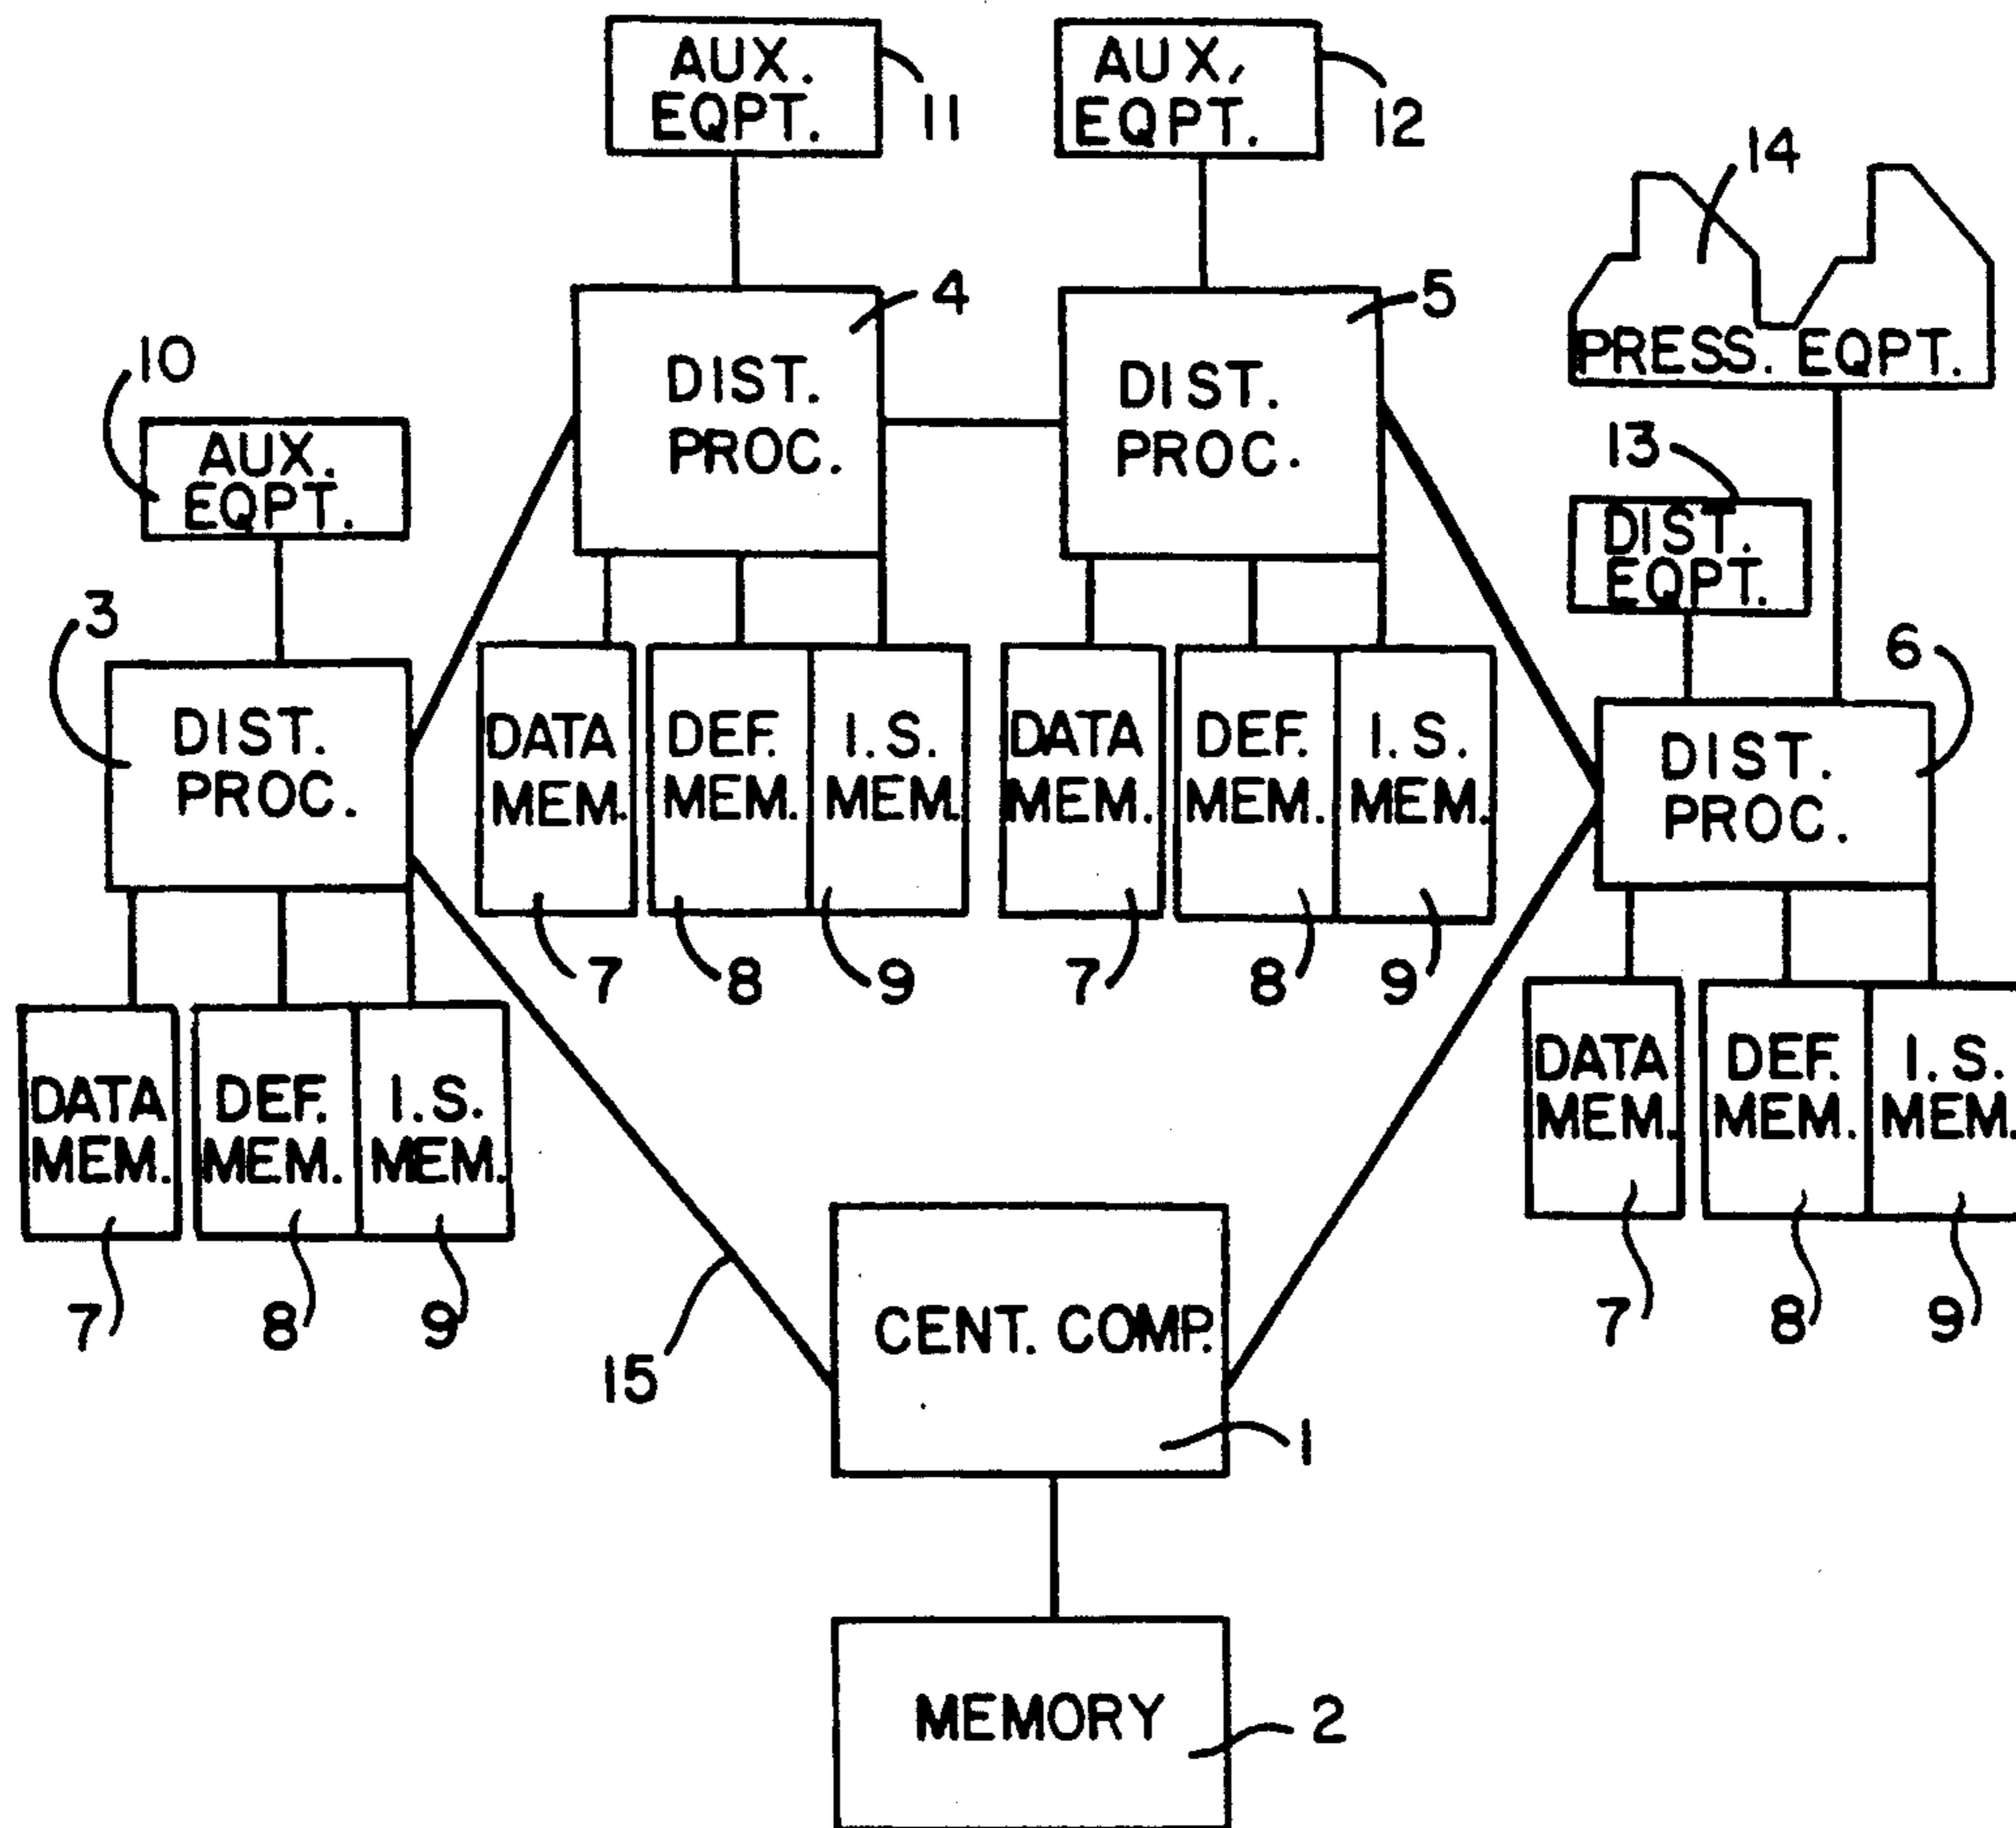 AUX.
EQPT.
11
AUX.
EQPT.
12
14
PRESS. EQPT.
4
DIST.
PROC.
5
DIST.
PROC.
10
AUX.
EQPT.
13
DIST.
EQPT.
3
DIST.
PROC.
6
DIST.
PROC.
DATA
MEM.
DEF.
MEM.
I.S.
MEM.
7
8
9
DATA
MEM.
DEF.
MEM.
I.S.
MEM.
7
8
9
DATA
MEM.
DEF.
MEM.
I.S.
MEM.
7
8
9
DATA
MEM.
DEF.
MEM.
I.S.
MEM.
7
8
9
15
CENT. COMP.
1
MEMORY
2